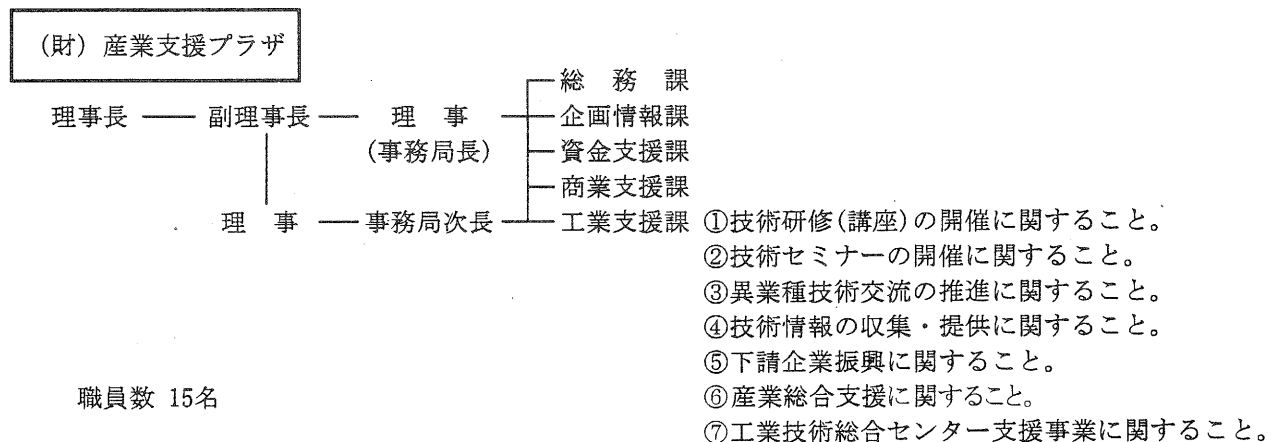 (財) 産業支援プラザ
総 務 課
理事長 副理事長 理 事 企画情報課
(事務局長) 資金支援課
商業支援課
理 事 事務局次長 工業支援課 ①技術研修(講座)の開催に関すること。
②技術セミナーの開催に関すること。
③異業種技術交流の推進に関すること。
④技術情報の収集・提供に関すること。
⑤下請企業振興に関すること。
職員数 15名 ⑥産業総合支援に関すること。
⑦工業技術総合センター支援事業に関すること。